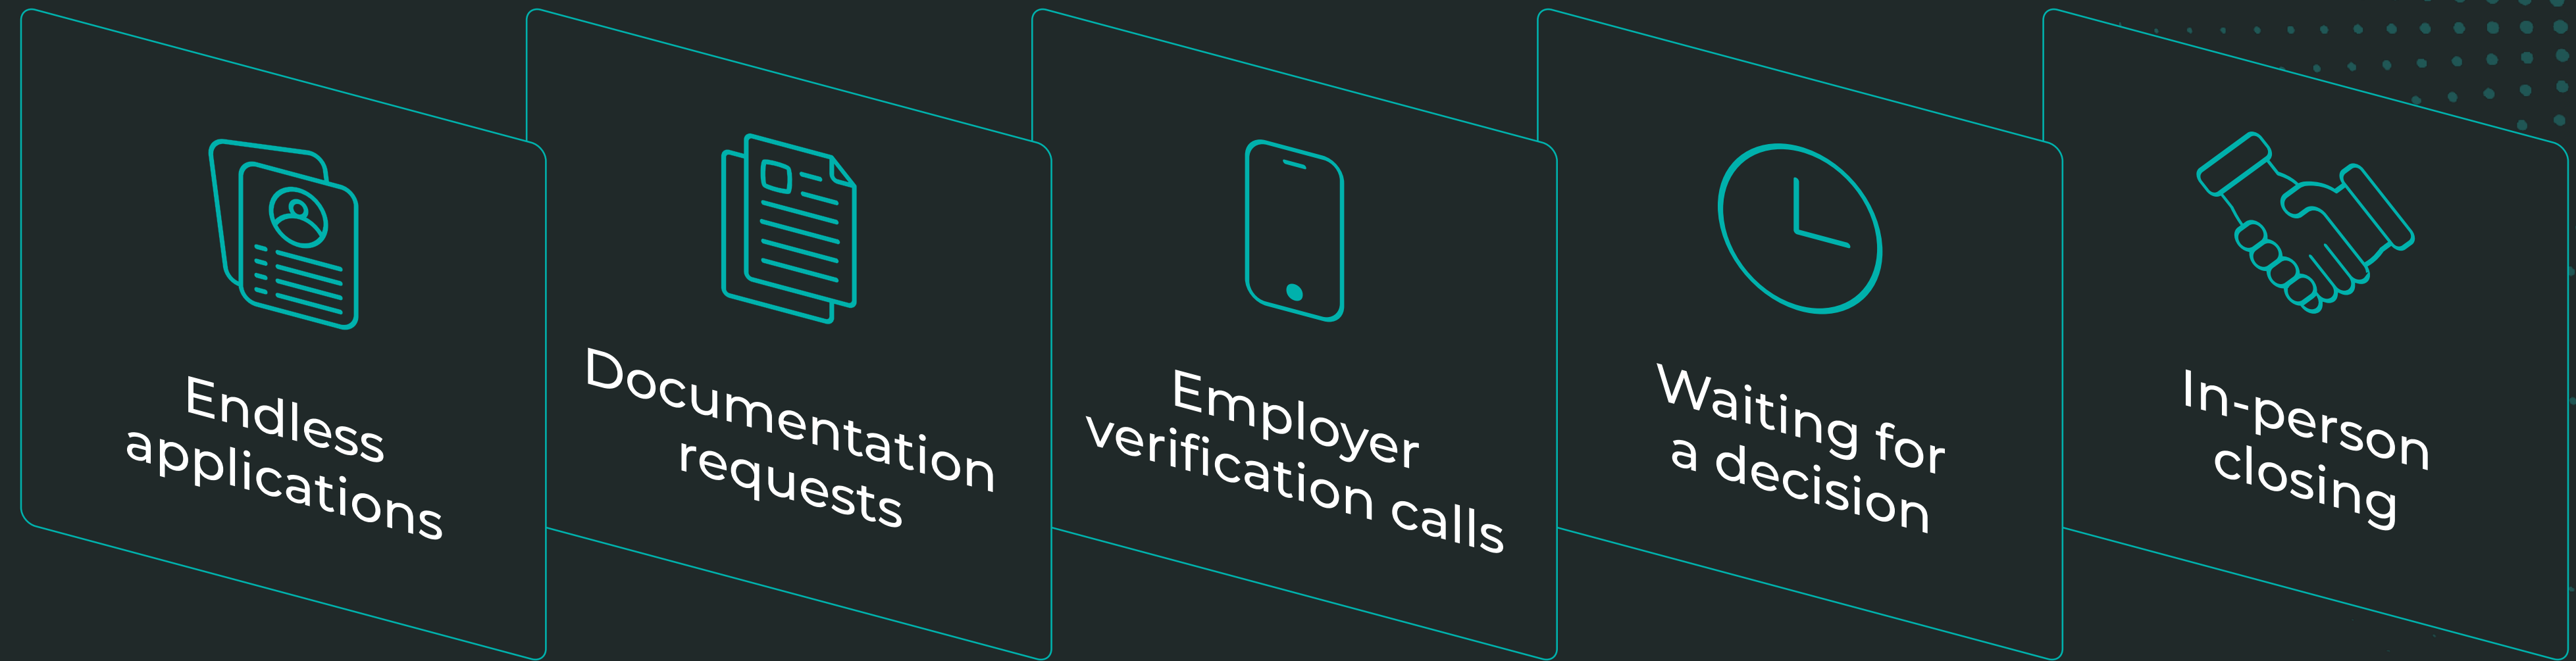 Endless
applications
Documentation
requests
Employer
verification calls
Waiting for
a decision
In-person
closing